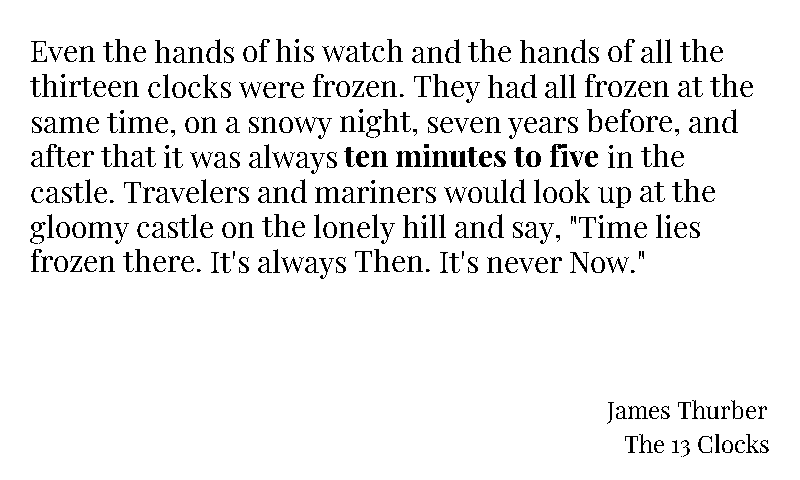 Even the hands of his watch and the hands of all the
thirteen clocks were frozen. They had all frozen at the
same time, on a snowy night, seven years before, and
after that it was always ten minutes to five in the
castle. Travelers and mariners would look up at the
gloomy castle on the lonely hill and say, "Time lies
frozen there. It's always Then. It's never Now."
James Thurber
The 13 Clocks